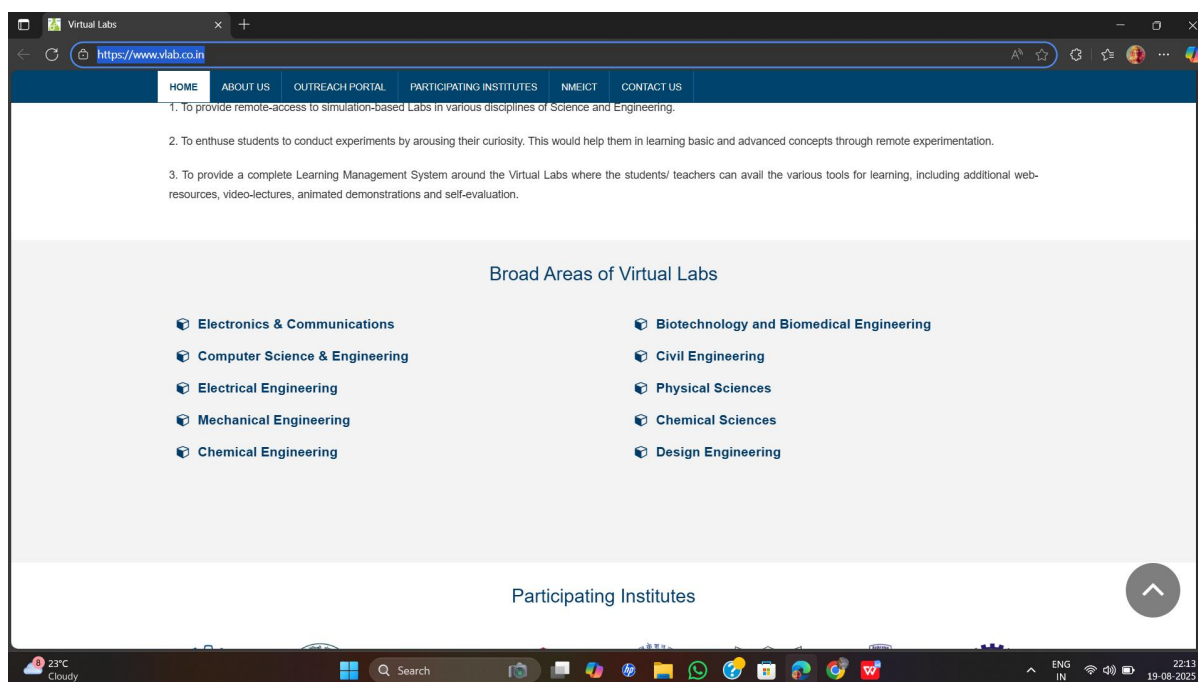 Virtual Labs
https://www.vlab.co.in
HOME ABOUT US OUTREACH PORTAL PARTICIPATING INSTITUTES NMEICT CONTACT US
1. To provide remote-access to simulation-based Labs in various disciplines of Science and Engineering.
2. To enthuse students to conduct experiments by arousing their curiosity. This would help them in learning basic and advanced concepts through remote experimentation.
3. To provide a complete Learning Management System around the Virtual Labs where the students/ teachers can avail the various tools for learning, including additional web-
resources, video-lectures, animated demonstrations and self-evaluation.
Broad Areas of Virtual Labs
Electronics & Communications
Computer Science & Engineering
Electrical Engineering
Mechanical Engineering
Chemical Engineering
Biotechnology and Biomedical Engineering
Civil Engineering
Physical Sciences
Chemical Sciences
Design Engineering
Participating Institutes
8
23°C
Cloudy
Search
ENG
IN
22:13
19-08-2025